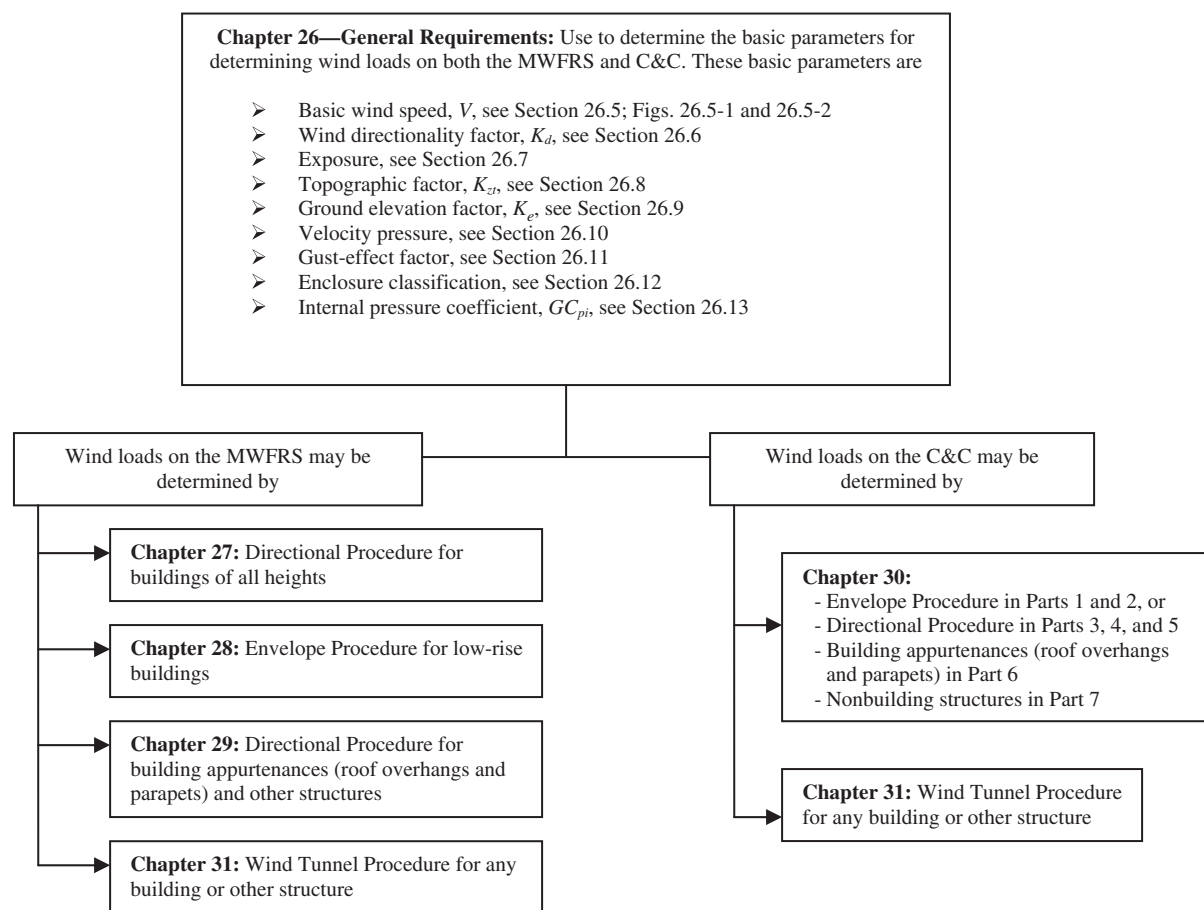 Chapter 26—General Requirements: Use to determine the basic parameters for
determining wind loads on both the MWFRS and C&C. These basic parameters are
➢ Basic wind speed, V, see Section 26.5; Figs. 26.5-1 and 26.5-2
➢ Wind directionality factor, Kd, see Section 26.6
➢ Exposure, see Section 26.7
➢ Topographic factor, Kzt, see Section 26.8
➢ Ground elevation factor, Ke, see Section 26.9
➢ Velocity pressure, see Section 26.10
➢ Gust-effect factor, see Section 26.11
➢ Enclosure classification, see Section 26.12
➢ Internal pressure coefficient, GCpi, see Section 26.13
Wind loads on the MWFRS may be
determined by
Chapter 27: Directional Procedure for
buildings of all heights
Chapter 28: Envelope Procedure for low-rise
buildings
Chapter 29: Directional Procedure for
building appurtenances (roof overhangs and
parapets) and other structures
Chapter 31: Wind Tunnel Procedure for any
building or other structure
Wind loads on the C&C may be
determined by
Chapter 30:
- Envelope Procedure in Parts 1 and 2, or
- Directional Procedure in Parts 3, 4, and 5
- Building appurtenances (roof overhangs
and parapets) in Part 6
- Nonbuilding structures in Part 7
Chapter 31: Wind Tunnel Procedure
for any building or other structure